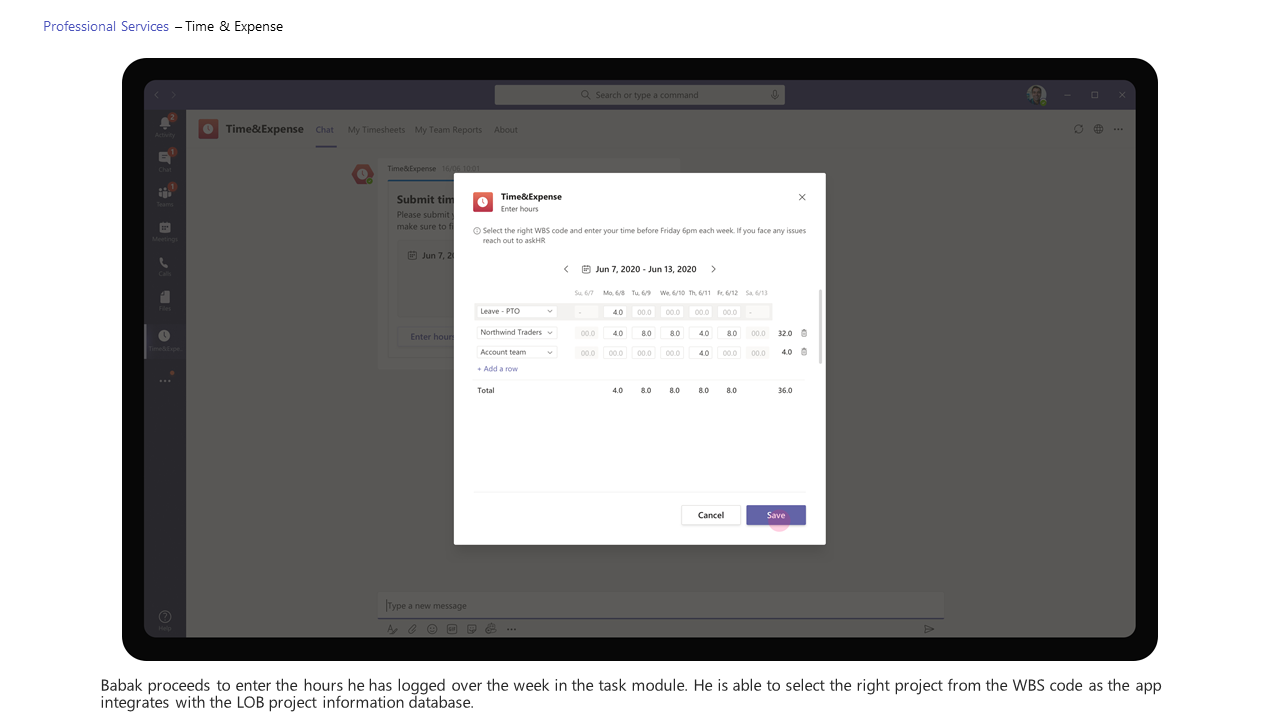 Professional Services – Time & Expense
Search or type a command
Time&Expense Chat My Timesheets My Team Reports About
2
Activity
1
Chat
1
Teams
Meetings
Calls
Files
Time&Expense
Help
Time&Expense
Submit tim
Please submit
make sure to fi
Jun 7, 2
Enter hours
Time&Expense
Enter hours
Select the right WBS code and enter your time before Friday 6pm each week. If you face any issues
reach out to askHR
Jun 7, 2020 - Jun 13, 2020
Su, 6/7 Mo, 6/8 Tu, 6/9 We, 6/10 Th, 6/11 Fr, 6/12 Sa, 6/13
Leave - PTO - 4.0 00.0 00.0 00.0 00.0 -
Northwind Traders 00.0 4.0 8.0 8.0 4.0 8.0 00.0 32.0
Account team 00.0 00.0 00.0 00.0 4.0 00.0 00.0 4.0
+ Add a row
Total 4.0 8.0 8.0 8.0 8.0 36.0
Cancel Save
Type a new message
Babak proceeds to enter the hours he has logged over the week in the task module. He is able to select the right project from the WBS code as the app
integrates with the LOB project information database.